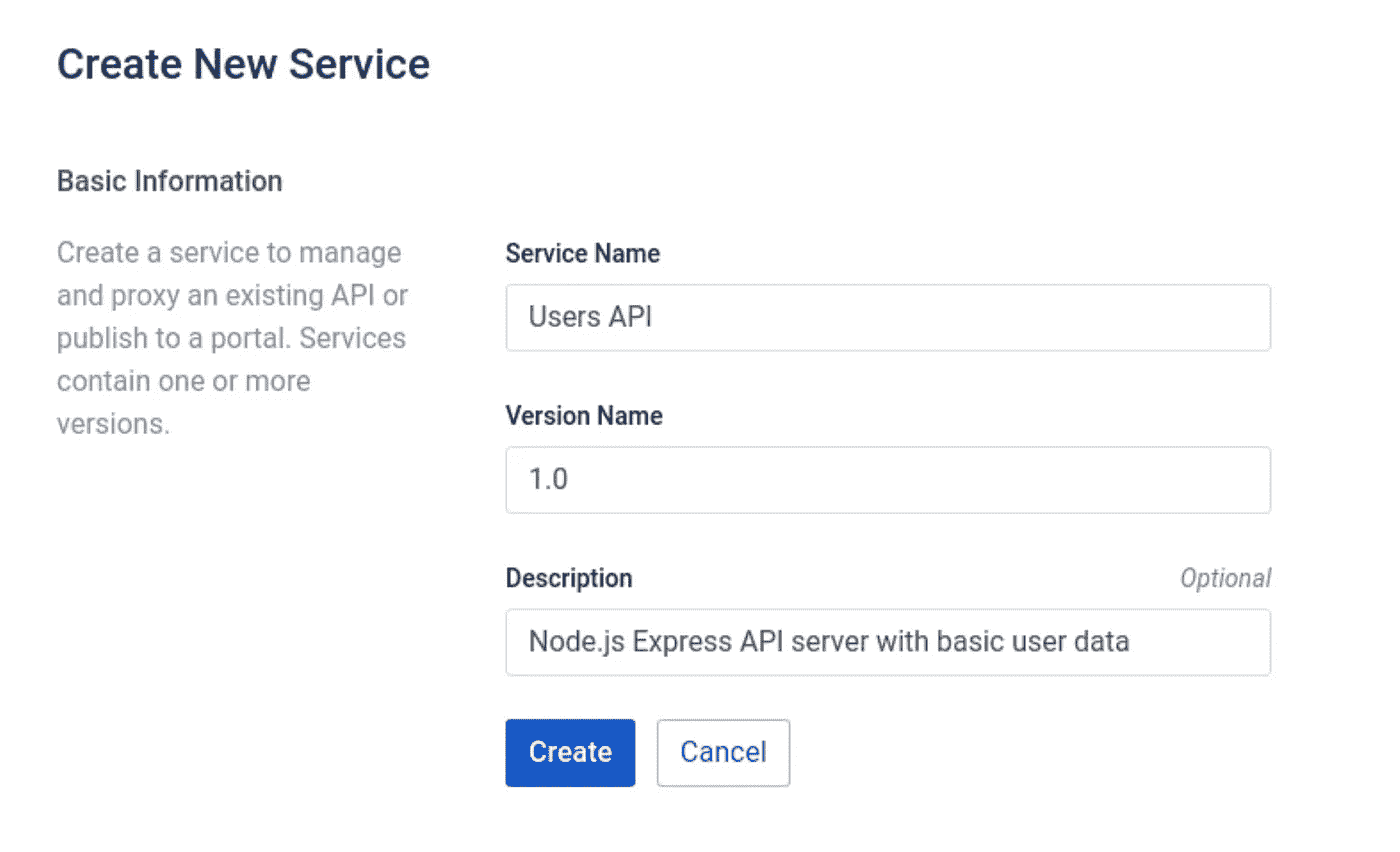 Create New Service
Basic Information
Create a service to manage
and proxy an existing API or
publish to a portal. Services
contain one or more
versions.
Service Name
Users API
Version Name
1.0
Description
Optional
Node.js Express API server with basic user data
Create
Cancel